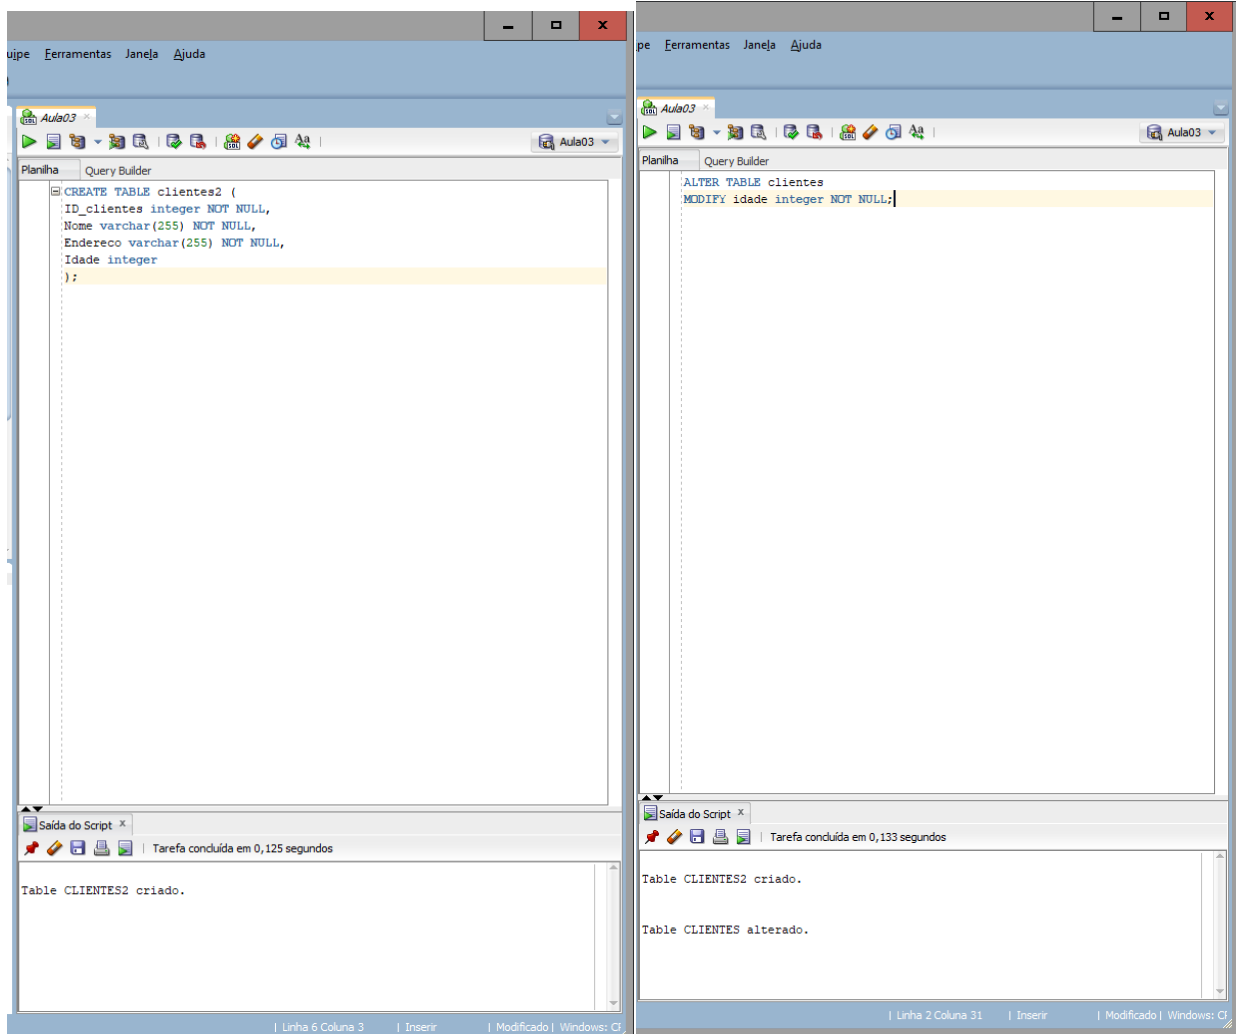 uipe Ferramentas Janela Ajuda
Aula03
Aula03
Planilha Query Builder
CREATE TABLE clientes2 (
ID_clientes integer NOT NULL,
Nome varchar(255) NOT NULL,
Endereco varchar(255) NOT NULL,
Idade integer
);
Saída do Script x
Tarefa concluída em 0,125 segundos
Table CLIENTES2 criado.
Linha 6 Coluna 3 | Inserir | Modificado | Windows: CF
pe Ferramentas Janela Ajuda
Aula03
Aula03
Planilha Query Builder
ALTER TABLE clientes
MODIFY idade integer NOT NULL;
Saída do Script x
Tarefa concluída em 0,133 segundos
Table CLIENTES2 criado.
Table CLIENTES alterado.
Linha 2 Coluna 31 | Inserir | Modificado | Windows: CF